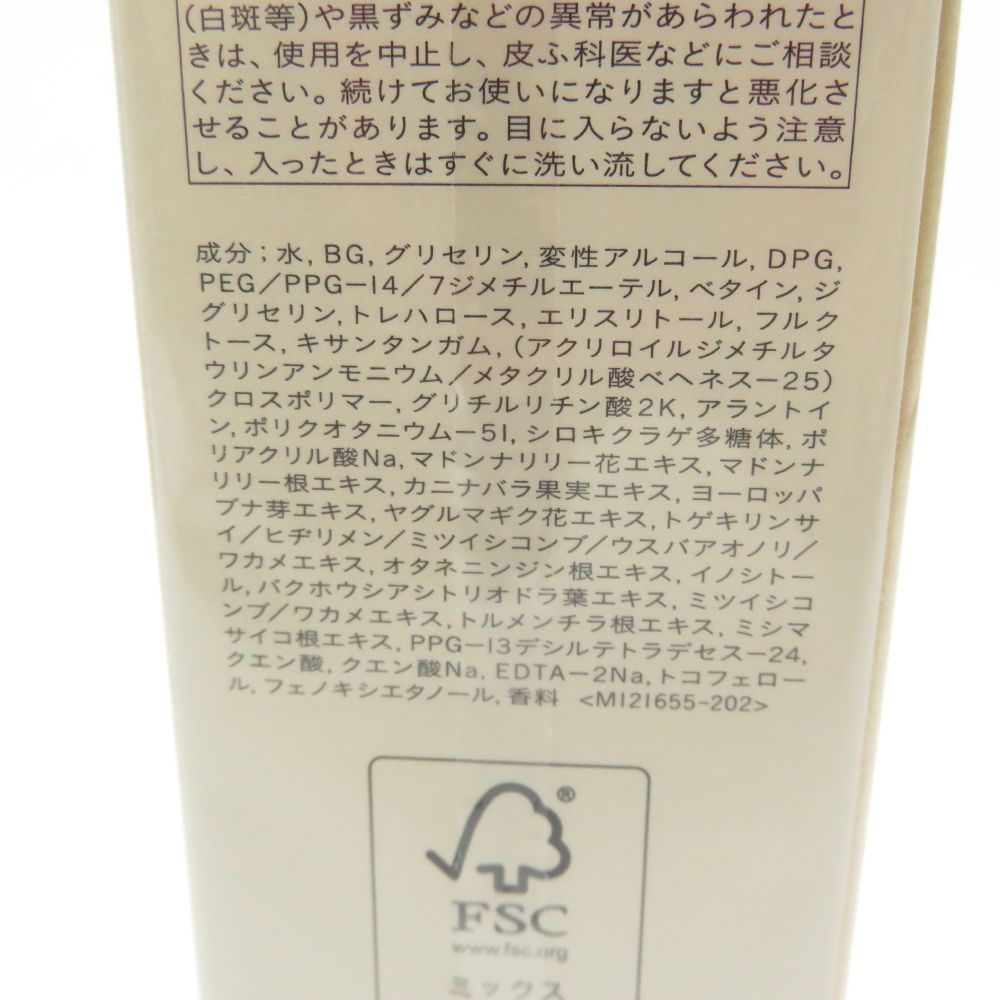 (白斑等)や黒ずみなどの異常があらわれたと
きは、使用を中止し、皮ふ科医などにご相談
ください。続けてお使いになりますと悪化さ
せることがあります。目に入らないよう注意
し、入ったときはすぐに洗い流してください。
成分;水, BG, グリセリン, 変性アルコール, DPG,
PEG/PPG-14/7ジメチルエーテル, ベタイン, ジ
グリセリン, トレハロース, エリスリトール, フルク
トース, キサンタンガム, (アクリロイルジメチルタ
ウリンアンモニウム/メタクリル酸ベヘネス-25)
クロスポリマー, グリチルリチン酸2K, アラントイ
ン, ポリクオタニウム-51, シロキクラゲ多糖体, ポ
リアクリル酸Na, マドンナリリー花エキス, マドンナ
リリー根エキス, カニナバラ果実エキス, ヨーロッパ
ブナ芽エキス, ヤグルマギク花エキス, トゲキリンサ
イ/ヒヂリメン/ミツイシコンブ/ウスバアオノリ/
ワカメエキス, オタネニンジン根エキス, イノシトー
ル, バクホウシアシトリオドラ葉エキス, ミツイシコ
ンブ/ワカメエキス, トルメンチラ根エキス, ミシマ
サイコ根エキス, PPG-13デシルテトラデセス-24,
クエン酸, クエン酸Na, EDTA-2Na, トコフェロー
ル, フェノキシエタノール, 香料 <M121655-202>
®
FSC
www.fsc.org
ミックス